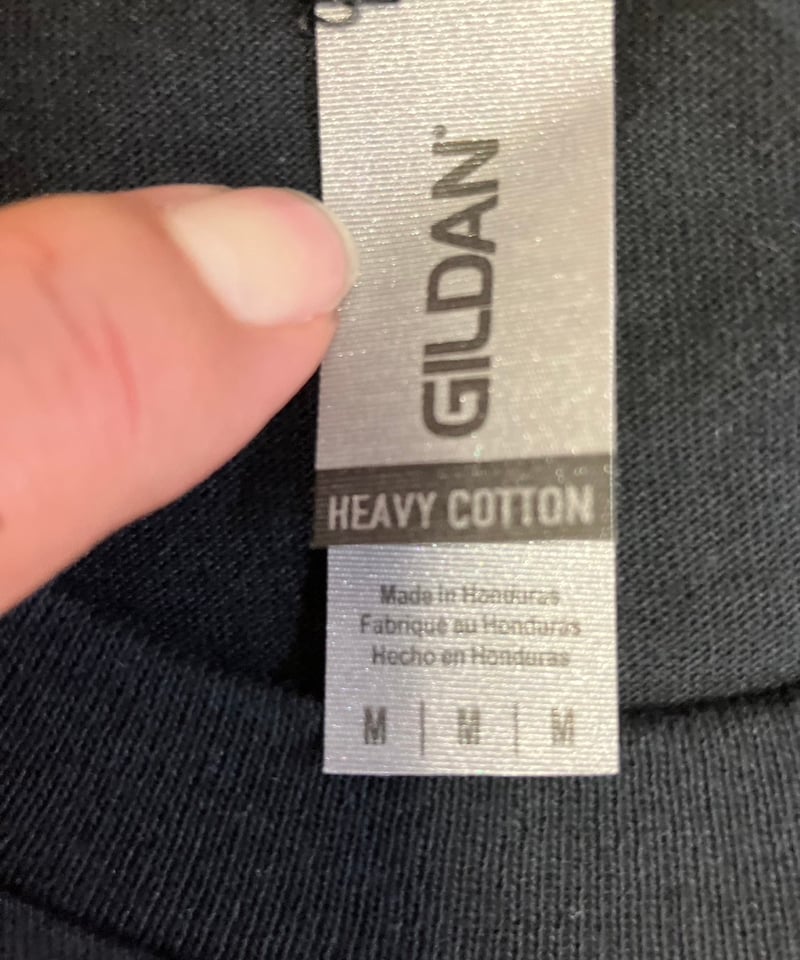 GILDAN®
HEAVY COTTON
Made in Honduras
Fabriqué au Honduras
Hecho en Honduras
M | M | M